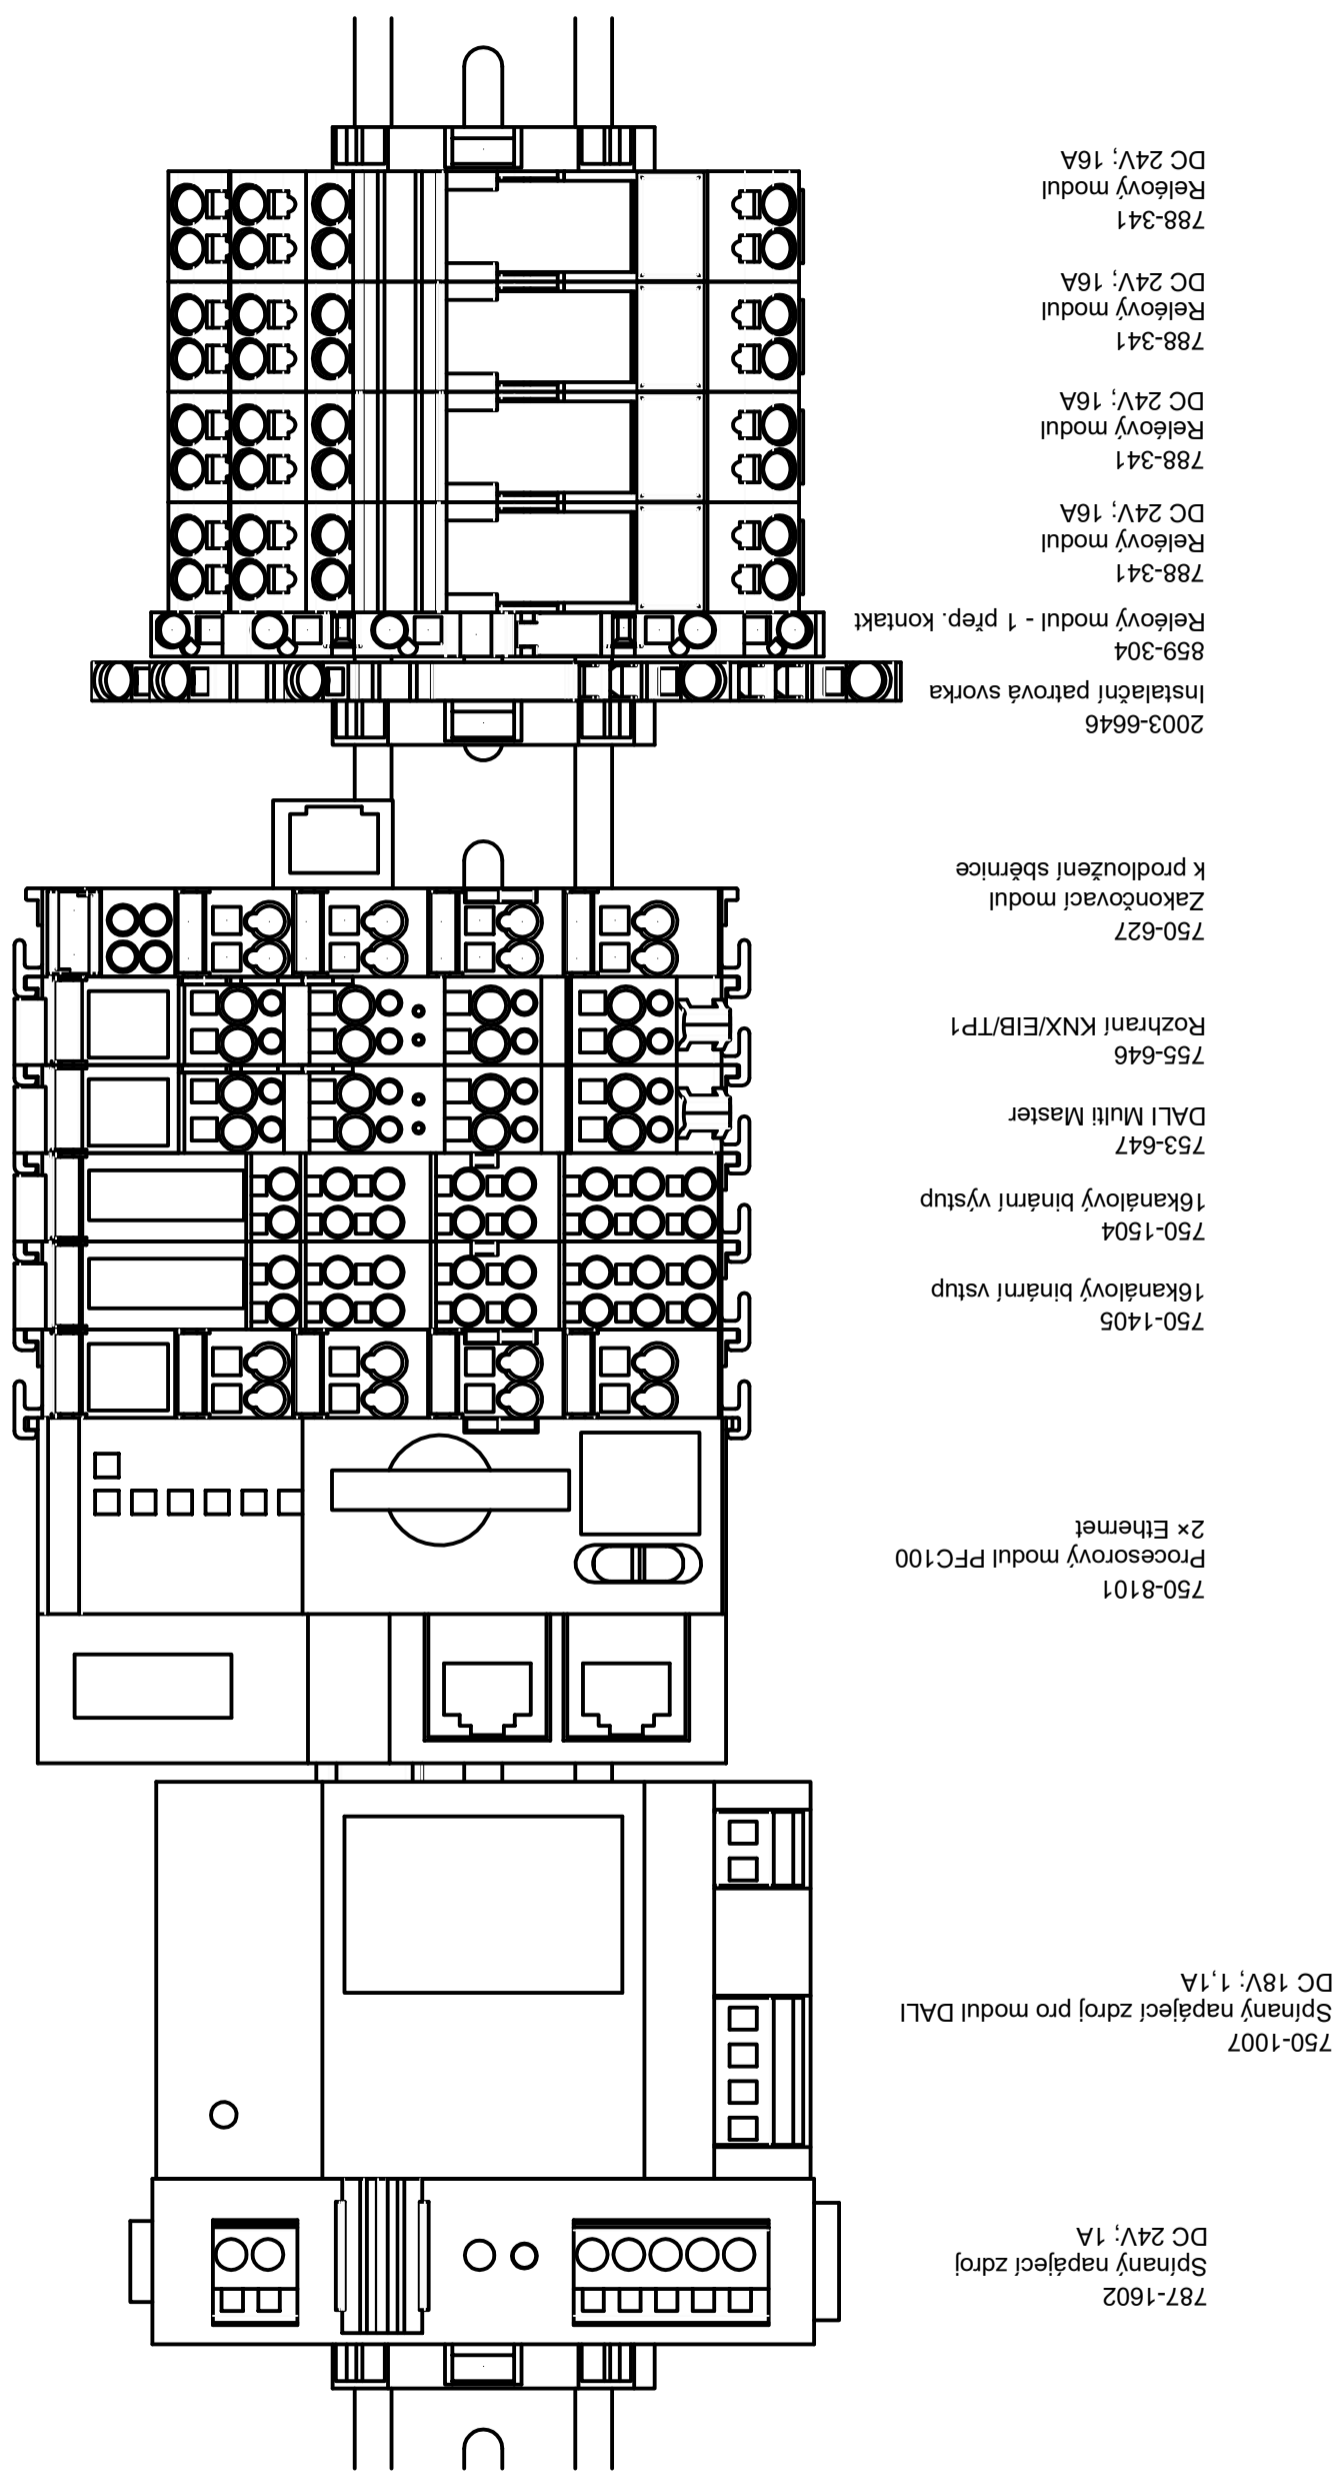 787-1602
Spínaný napájecí zdroj
DC 24V; 1A
750-1007
Spínaný napájecí zdroj pro modul DALI
DC 18V; 1,1A
750-8101
Procesorový modul PFC100
2× Ethernet
750-1405
16kanálový binární vstup
750-1504
16kanálový binární výstup
753-647
DALI Multi Master
755-646
Rozhraní KNX/EIB/TP1
750-627
Zakončovací modul
k prodloužení sběrnice
2003-6646
Instalační patrová svorka
859-304
Reléový modul - 1 přep. kontakt
788-341
Reléový modul
DC 24V; 16A
788-341
Reléový modul
DC 24V; 16A
788-341
Reléový modul
DC 24V; 16A
788-341
Reléový modul
DC 24V; 16A